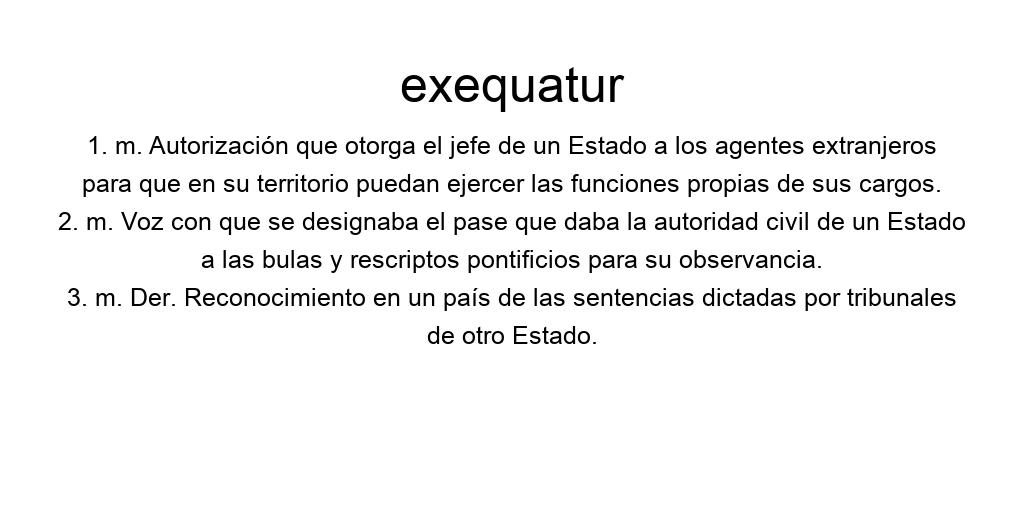 exequatur
1. m. Autorización que otorga el jefe de un Estado a los agentes extranjeros
para que en su territorio puedan ejercer las funciones propias de sus cargos.
2. m. Voz con que se designaba el pase que daba la autoridad civil de un Estado
a las bulas y rescriptos pontificios para su observancia.
3. m. Der. Reconocimiento en un país de las sentencias dictadas por tribunales
de otro Estado.